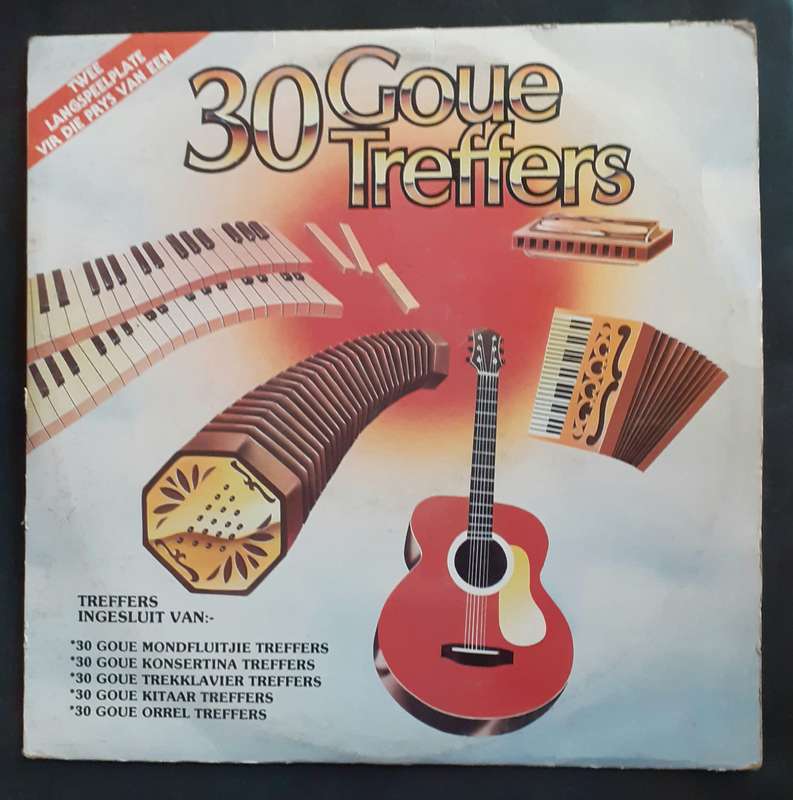 TWEE
LANGSPEELPLATE
VIR DIE PRYS VAN EEN
30 Goue
Treffers
TREFFERS
INGESLUIT VAN:-
*30 GOUE MONDFLUITJIE TREFFERS
*30 GOUE KONSERTINA TREFFERS
*30 GOUE TREKKLAVIER TREFFERS
*30 GOUE KITAAR TREFFERS
*30 GOUE ORREL TREFFERS